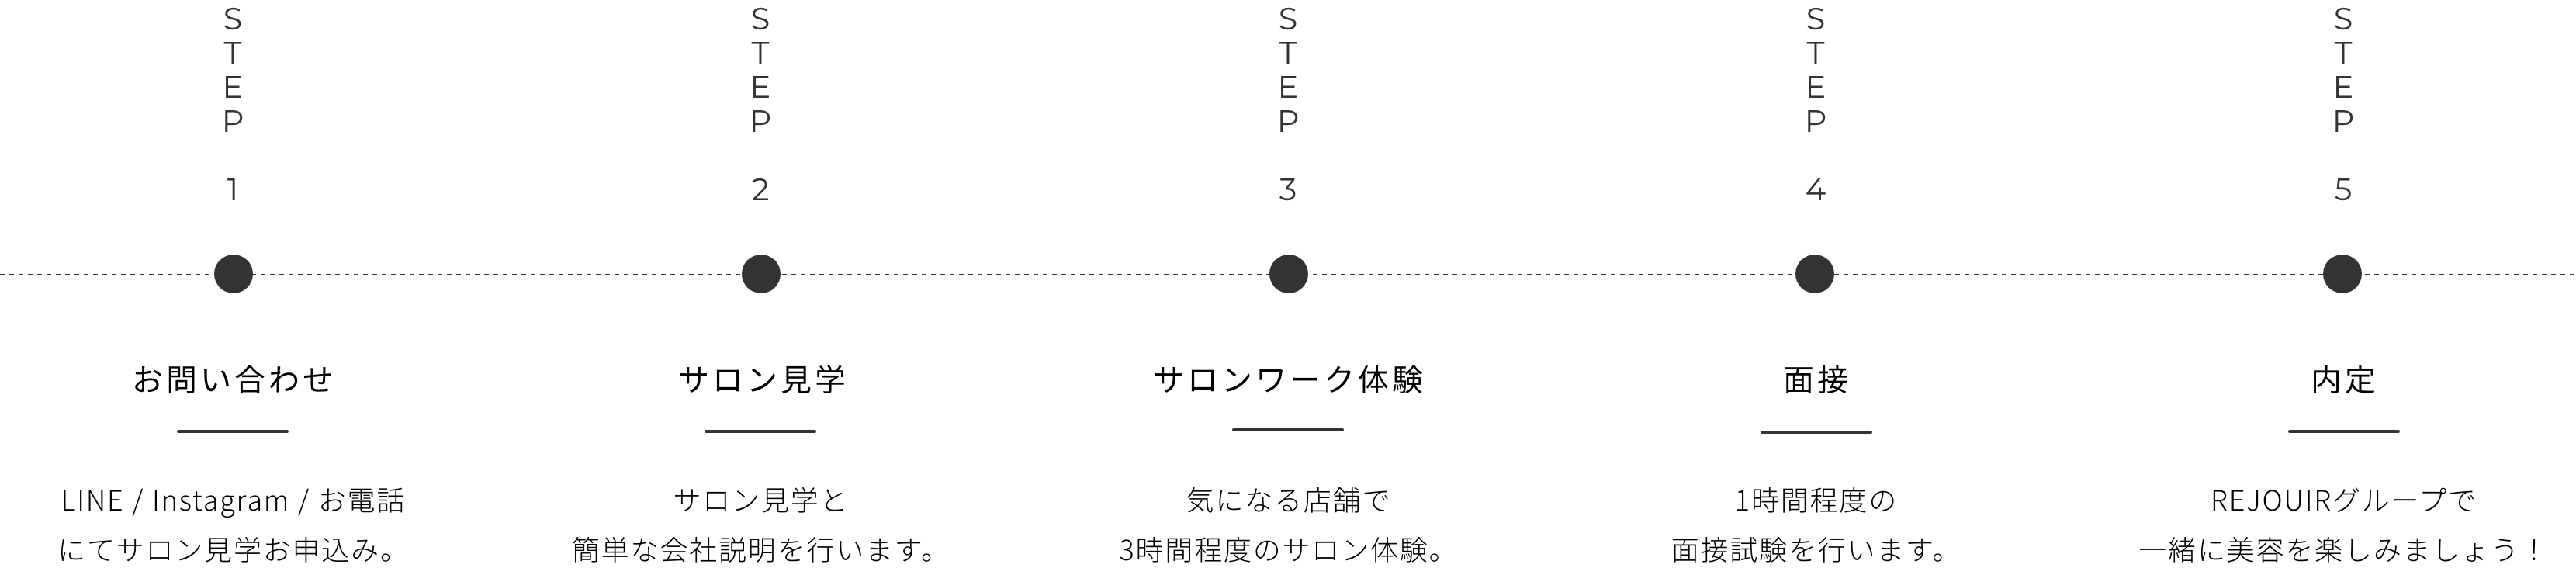 STEP 1
お問い合わせ
LINE / Instagram / お電話
にてサロン見学お申込み。
STEP 2
サロン見学
サロン見学と
簡単な会社説明を行います。
STEP 3
サロンワーク体験
気になる店舗で
3時間程度のサロン体験。
STEP 4
面接
1時間程度の
面接試験を行います。
STEP 5
内定
REJOUIRグループで
一緒に美容を楽しみましょう！